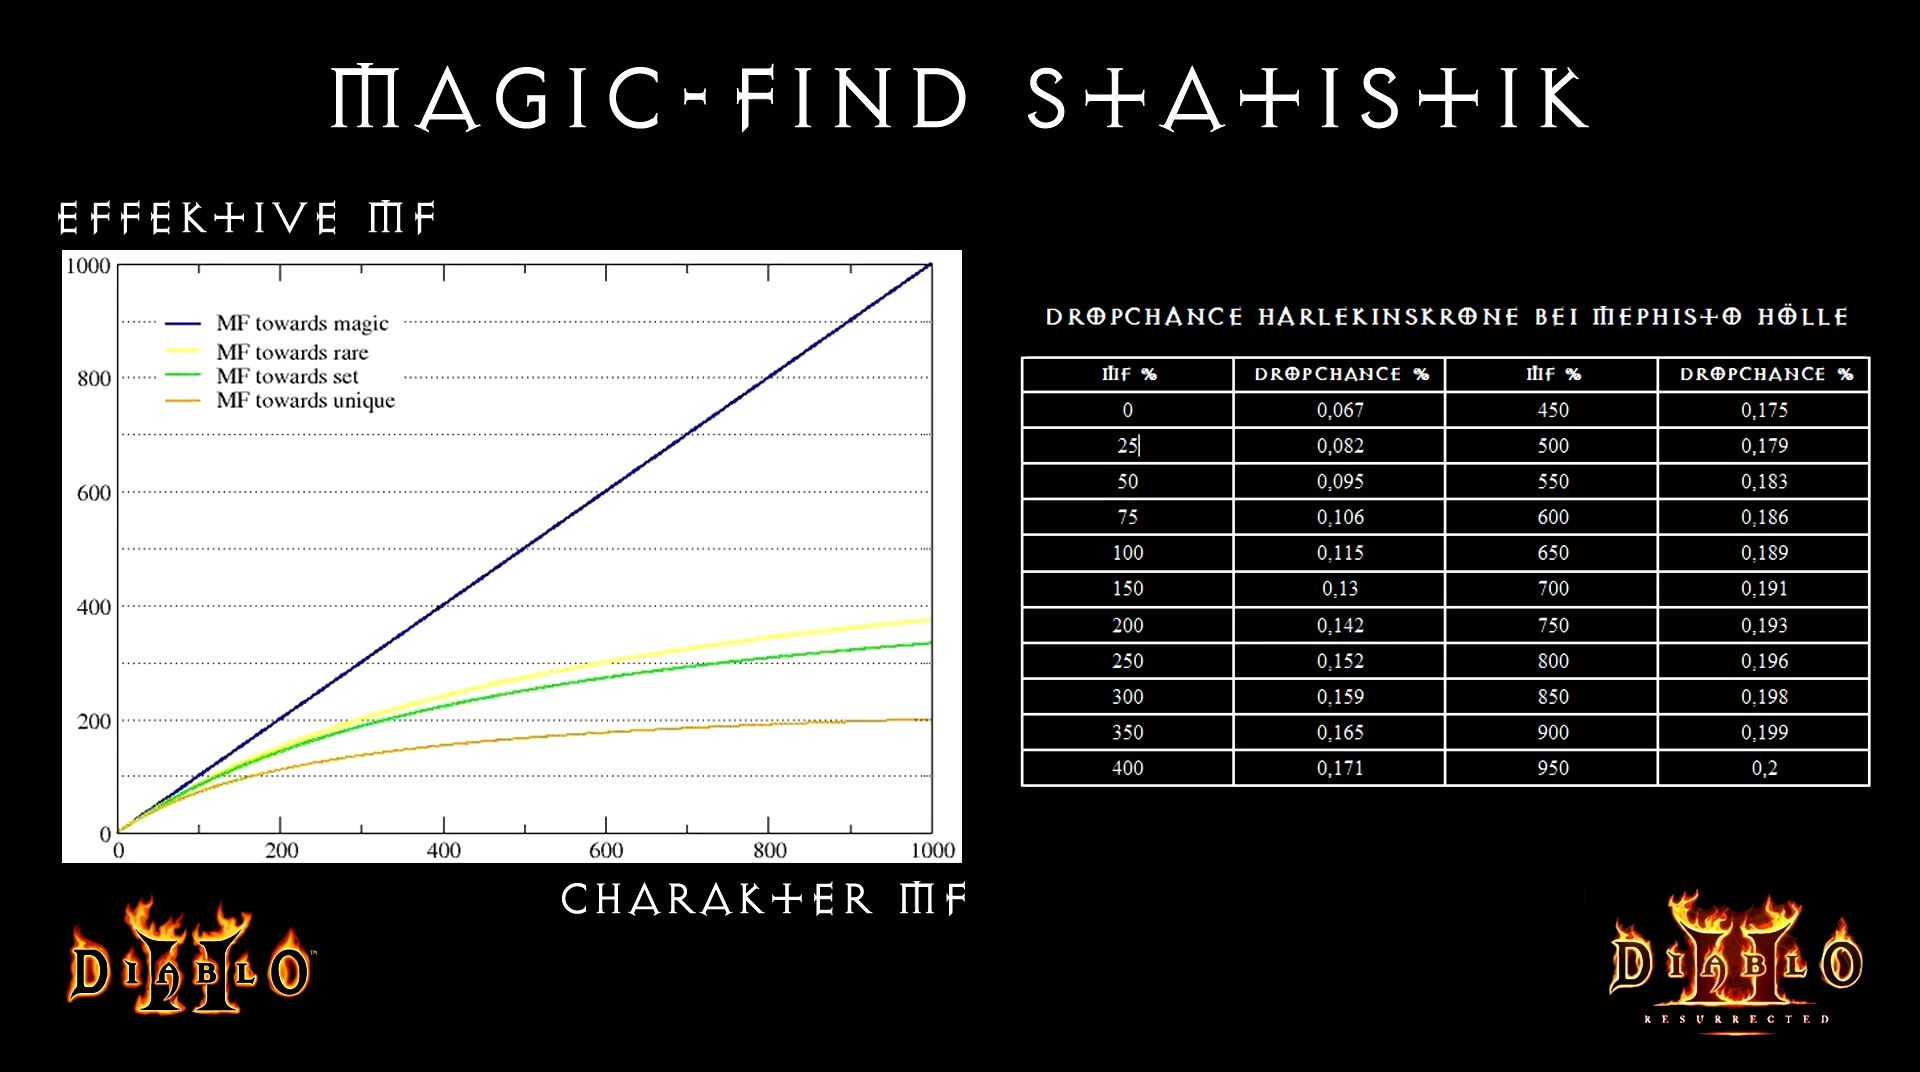 MAGIC-FIND STATISTIK
EFFEKTIVE MF
1000
800
600
400
200
0
MF towards magic
MF towards rare
MF towards set
MF towards unique
0 200 400 600 800 1000
CHARAKTER MF
DROPCHANCE HARLEKINSKRONE BEI MEPHISTO HÖLLE
MF % DROPCHANCE % MF % DROPCHANCE %
0 0,067 450 0,175
25 0,082 500 0,179
50 0,095 550 0,183
75 0,106 600 0,186
100 0,115 650 0,189
150 0,13 700 0,191
200 0,142 750 0,193
250 0,152 800 0,196
300 0,159 850 0,198
350 0,165 900 0,199
400 0,171 950 0,2
DIABLO II™
DIABLO II
RESURRECTED